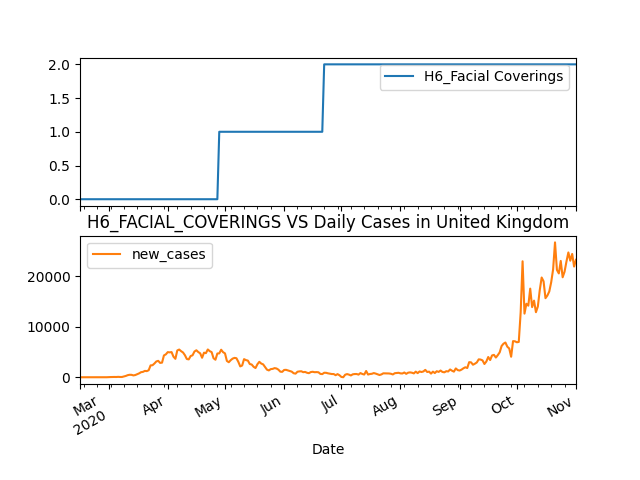 2.0
1.5
1.0
0.5
0.0
H6_Facial Coverings
H6_FACIAL_COVERINGS VS Daily Cases in United Kingdom
new_cases
20000
10000
0
Mar
2020
Apr
May
Jun
Jul
Aug
Sep
Oct
Nov
Date